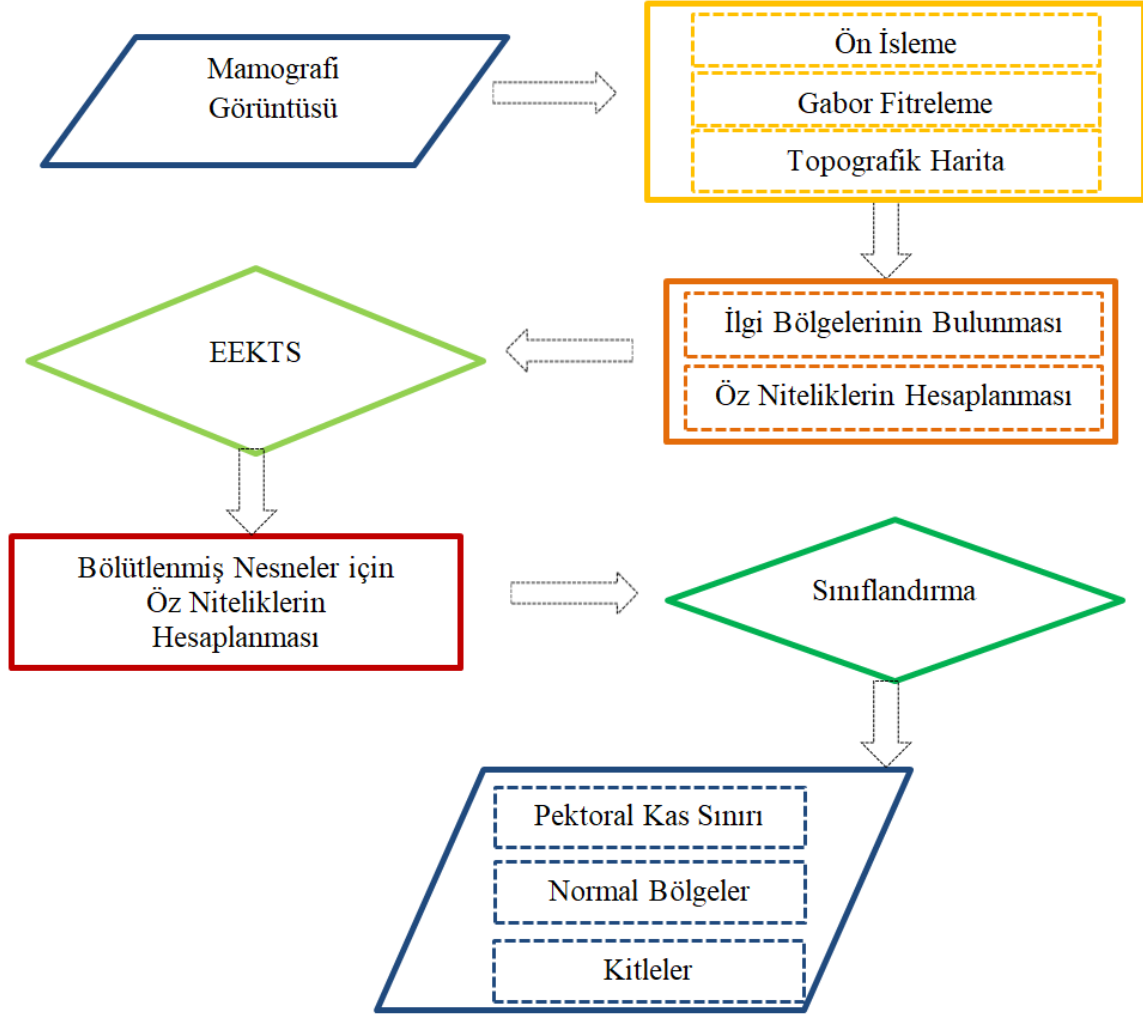 Mamografi
Görüntüsü
Ön İşleme
Gabor Fitreleme
Topografik Harita
İlgi Bölgelerinin Bulunması
Öz Niteliklerin Hesaplanması
EEKTS
Bölütlenmiş Nesneler için
Öz Niteliklerin
Hesaplanması
Sınıflandırma
Pektoral Kas Sınırı
Normal Bölgeler
Kitleler